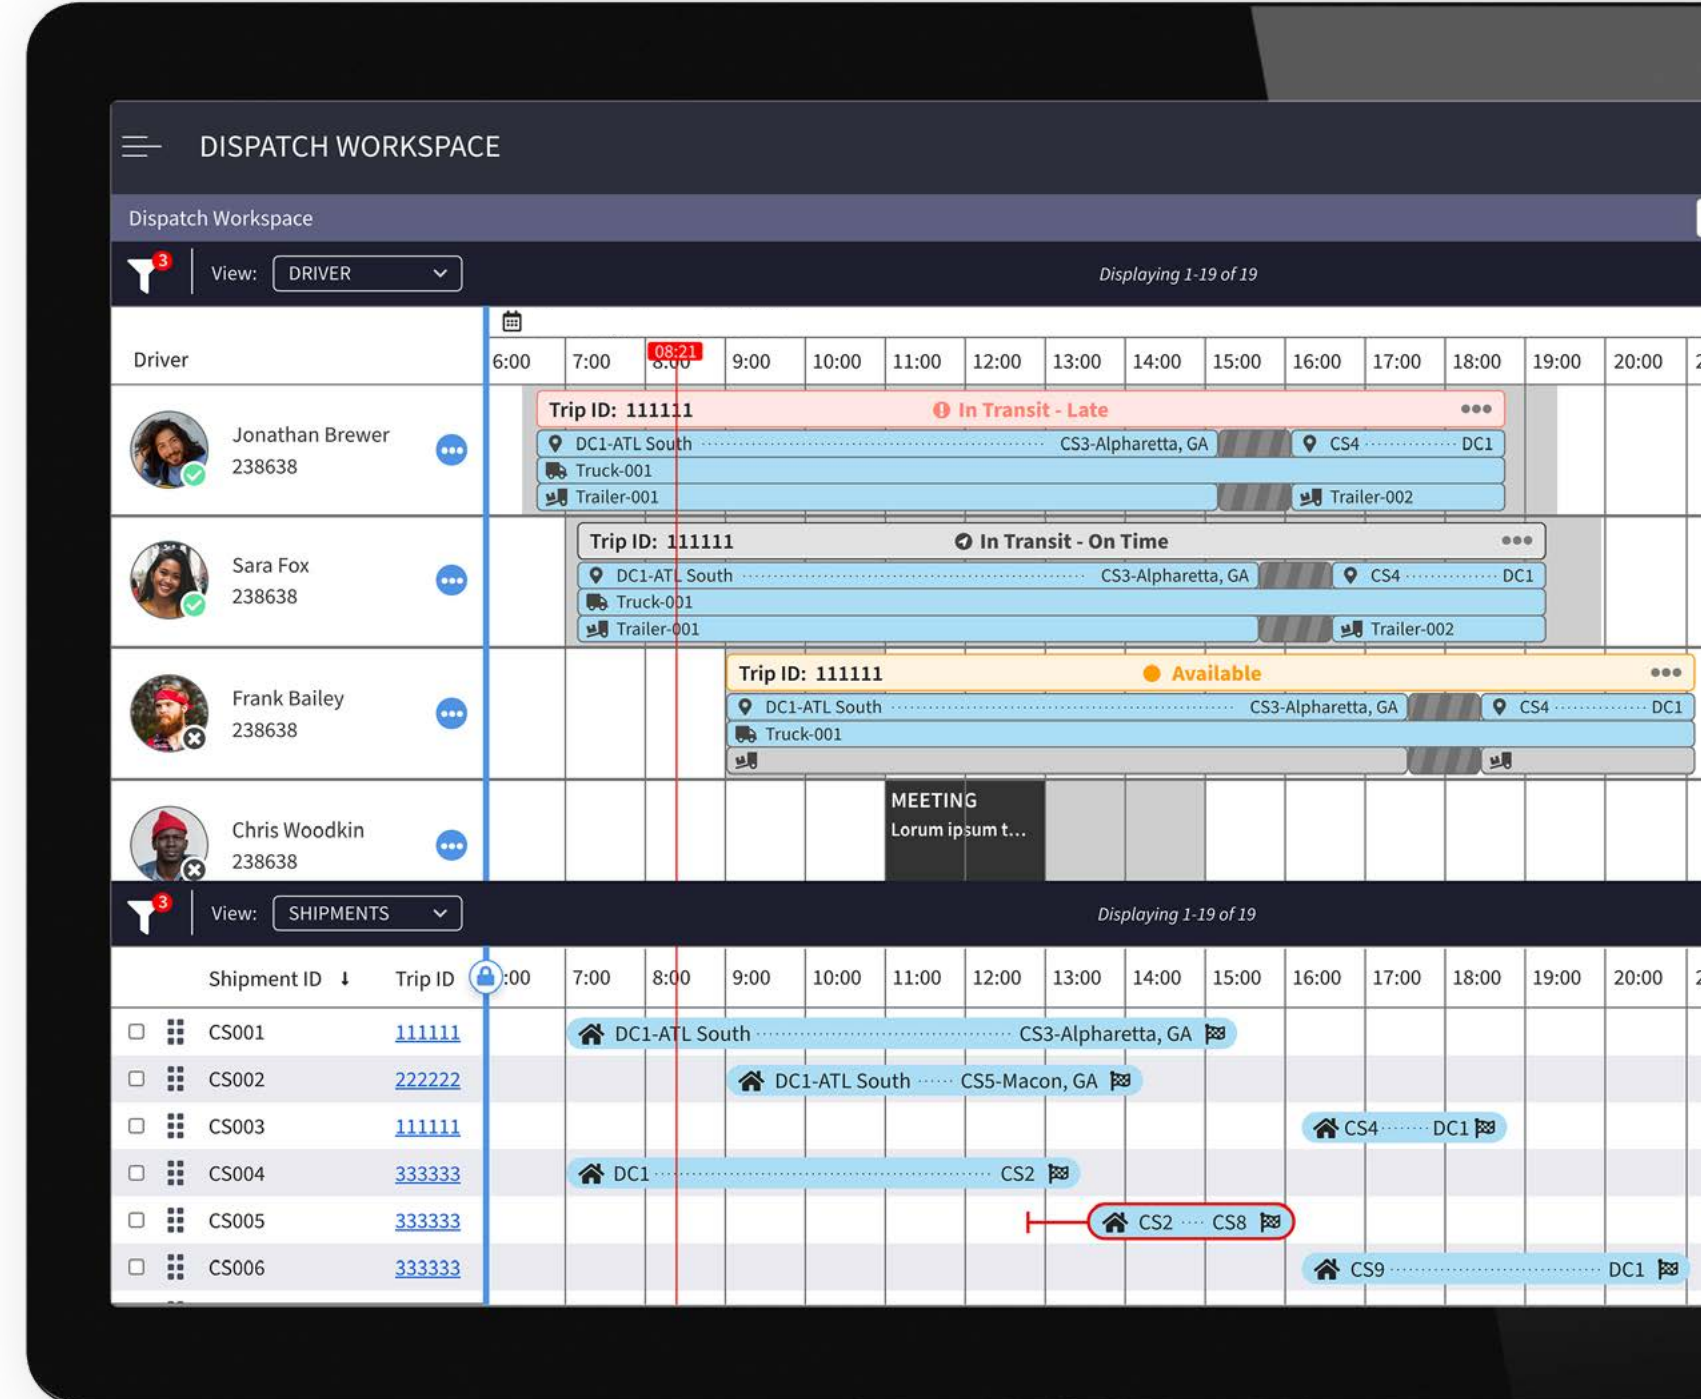 DISPATCH WORKSPACE
Dispatch Workspace
3
View: DRIVER
Displaying 1-19 of 19
Driver
6:00 7:00 8:00 9:00 10:00 11:00 12:00 13:00 14:00 15:00 16:00 17:00 18:00 19:00 20:00
08:21
Jonathan Brewer
238638
Trip ID: 111111 In Transit - Late
DC1-ATL South CS3-Alpharetta, GA CS4 DC1
Truck-001
Trailer-001 Trailer-002
Sara Fox
238638
Trip ID: 111111 In Transit - On Time
DC1-ATL South CS3-Alpharetta, GA CS4 DC1
Truck-001
Trailer-001 Trailer-002
Frank Bailey
238638
Trip ID: 111111 Available
DC1-ATL South CS3-Alpharetta, GA CS4 DC1
Truck-001
Chris Woodkin
238638
MEETING
Lorum ipsum t...
3
View: SHIPMENTS
Displaying 1-19 of 19
Shipment ID Trip ID :00 7:00 8:00 9:00 10:00 11:00 12:00 13:00 14:00 15:00 16:00 17:00 18:00 19:00 20:00
CS001 111111 DC1-ATL South CS3-Alpharetta, GA
CS002 222222 DC1-ATL South CS5-Macon, GA
CS003 111111 CS4 DC1
CS004 333333 DC1 CS2
CS005 333333 CS2 CS8
CS006 333333 CS9 DC1